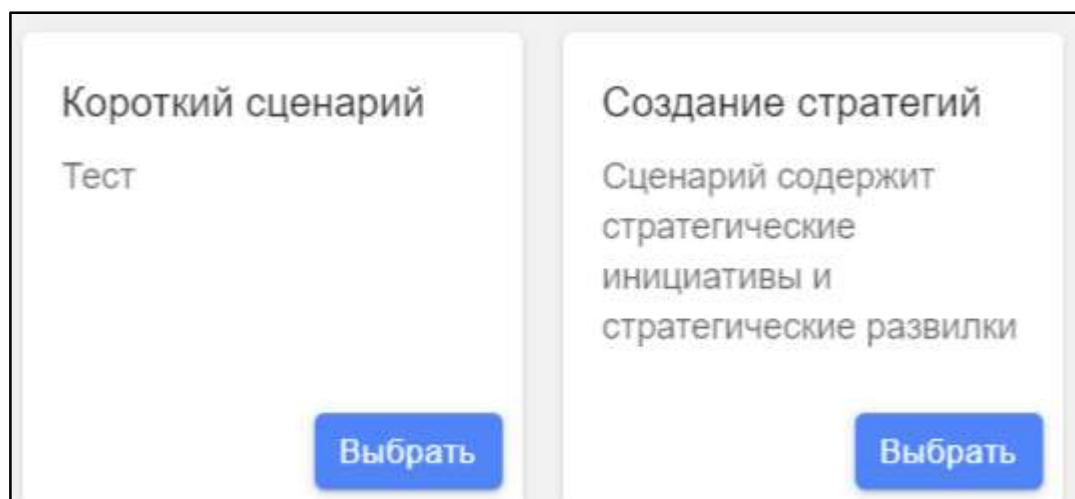 Короткий сценарий
Тест
Выбрать
Создание стратегий
Сценарий содержит
стратегические
инициативы и
стратегические развилки
Выбрать